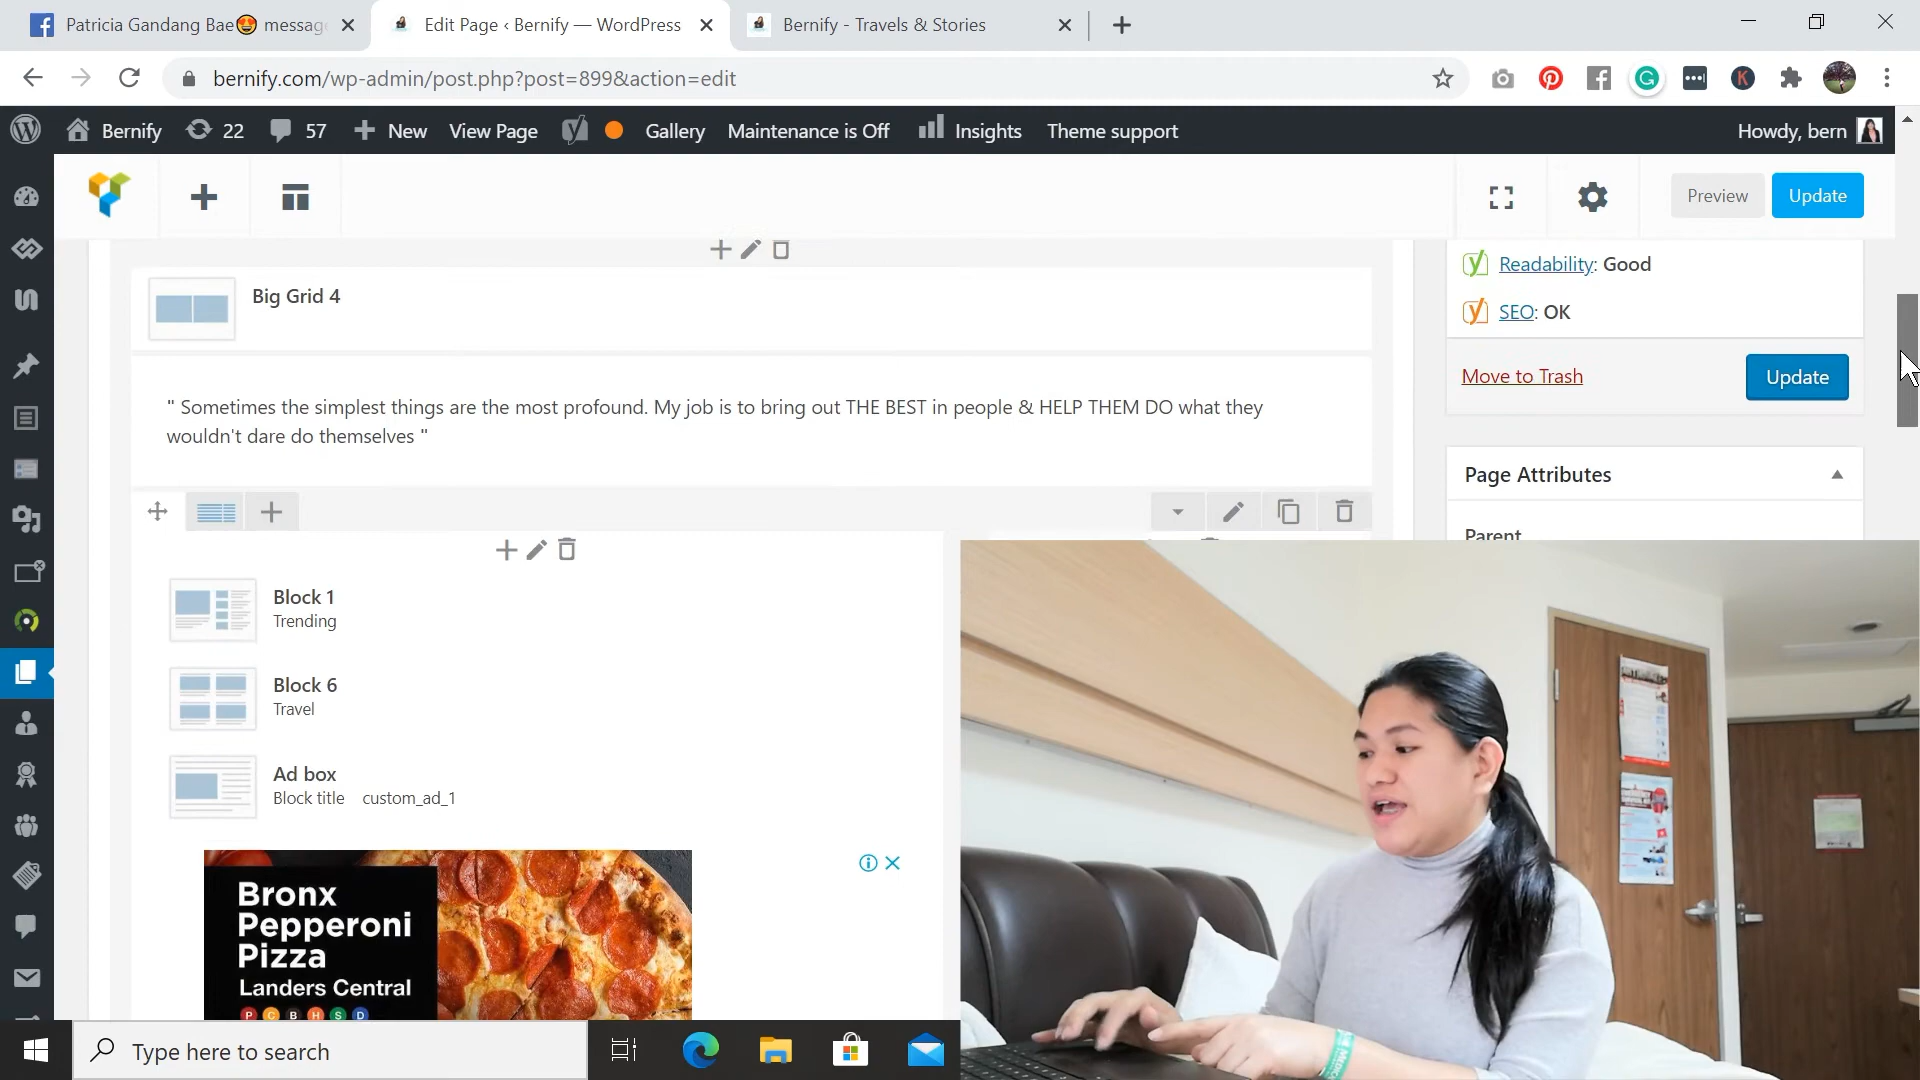 Patricia Gandang Bae😍 messag
Edit Page ‹ Bernify — WordPress
Bernify - Travels & Stories
bernify.com/wp-admin/post.php?post=899&action=edit
Bernify
22
57
New
View Page
Gallery
Maintenance is Off
Insights
Theme support
Howdy, bern
Preview
Update
Big Grid 4
Readability: Good
SEO: OK
Move to Trash
Update
" Sometimes the simplest things are the most profound. My job is to bring out THE BEST in people & HELP THEM DO what they
wouldn't dare do themselves "
Page Attributes
Parent
Block 1
Trending
Block 6
Travel
Ad box
Block title custom_ad_1
Bronx
Pepperoni
Pizza
Landers Central
P C B H S D
Type here to search